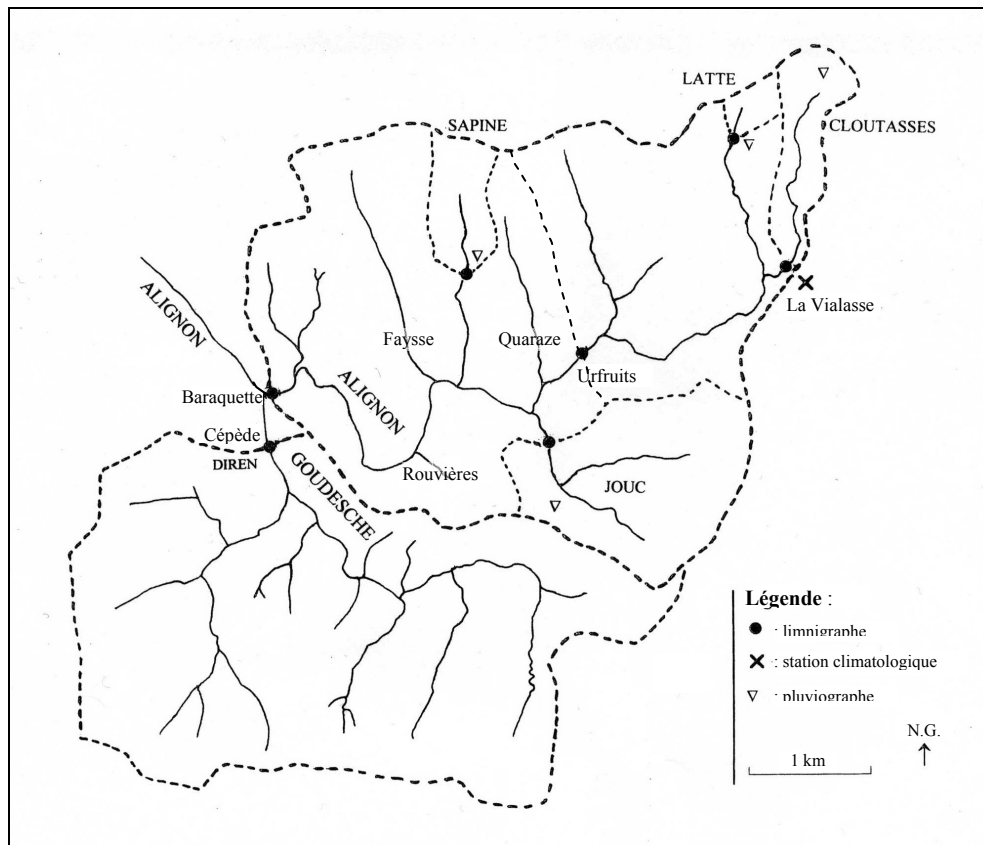 LATTE
CLOUTASSES
SAPINE
La Vialasse
ALIGNON
Faysse
Quaraze
Urfruits
Baraquette
ALIGNON
Cépède
DIREN
GOUDESCHE
Rouvières
JOUC
Légende :
: limnigraphe
: station climatologique
: pluviographe
N.G.
1 km